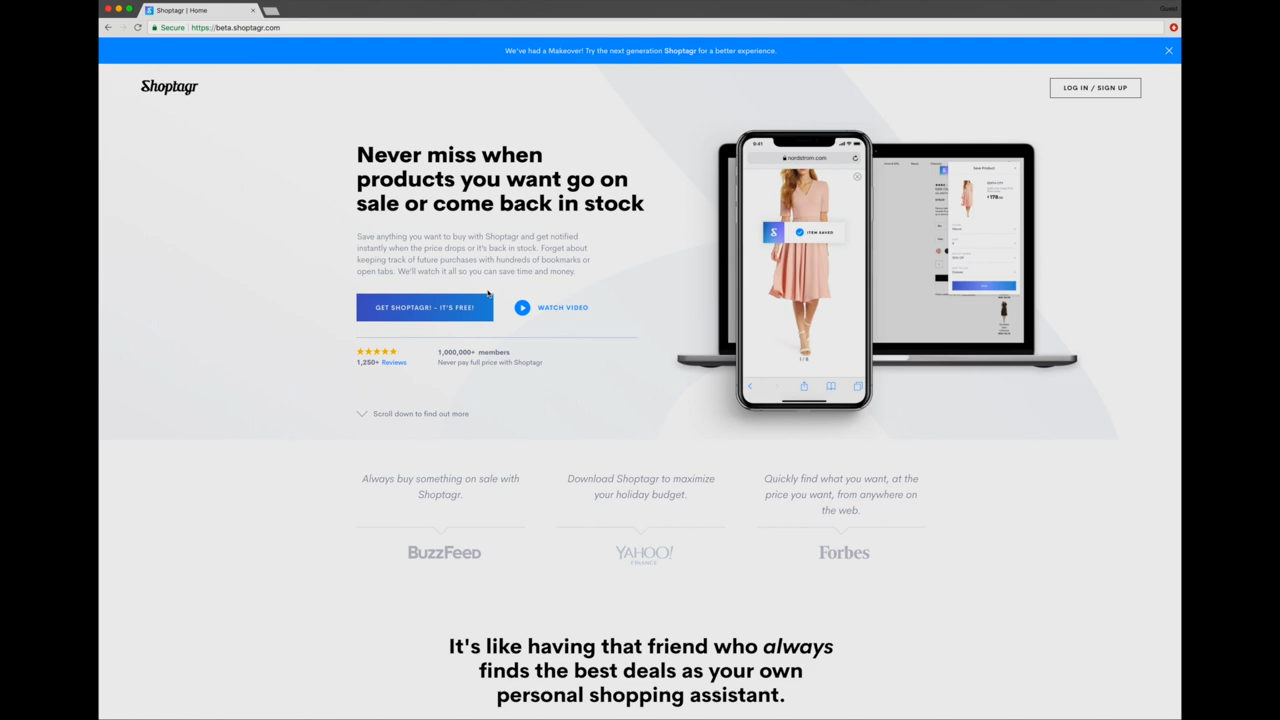 Shoptagr | Home
Guest
Secure https://beta.shoptagr.com
We've had a Makeover! Try the next generation Shoptagr for a better experience.
Shoptagr
LOG IN / SIGN UP
Never miss when
products you want go on
sale or come back in stock
Save anything you want to buy with Shoptagr and get notified
instantly when the price drops or it's back in stock. Forget about
keeping track of future purchases with hundreds of bookmarks or
open tabs. We'll watch it all so you can save time and money.
GET SHOPTAGR! - IT'S FREE!
WATCH VIDEO
1,250+ Reviews
1,000,000+ members
Never pay full price with Shoptagr
Scroll down to find out more
9:41
nordstrom.com
ITEM SAVED
1 / 8
Save Product
Always buy something on sale with
Shoptagr.
BuzzFeed
Download Shoptagr to maximize
your holiday budget.
YAHOO!
FINANCE
Quickly find what you want, at the
price you want, from anywhere on
the web.
Forbes
It's like having that friend who always
finds the best deals as your own
personal shopping assistant.